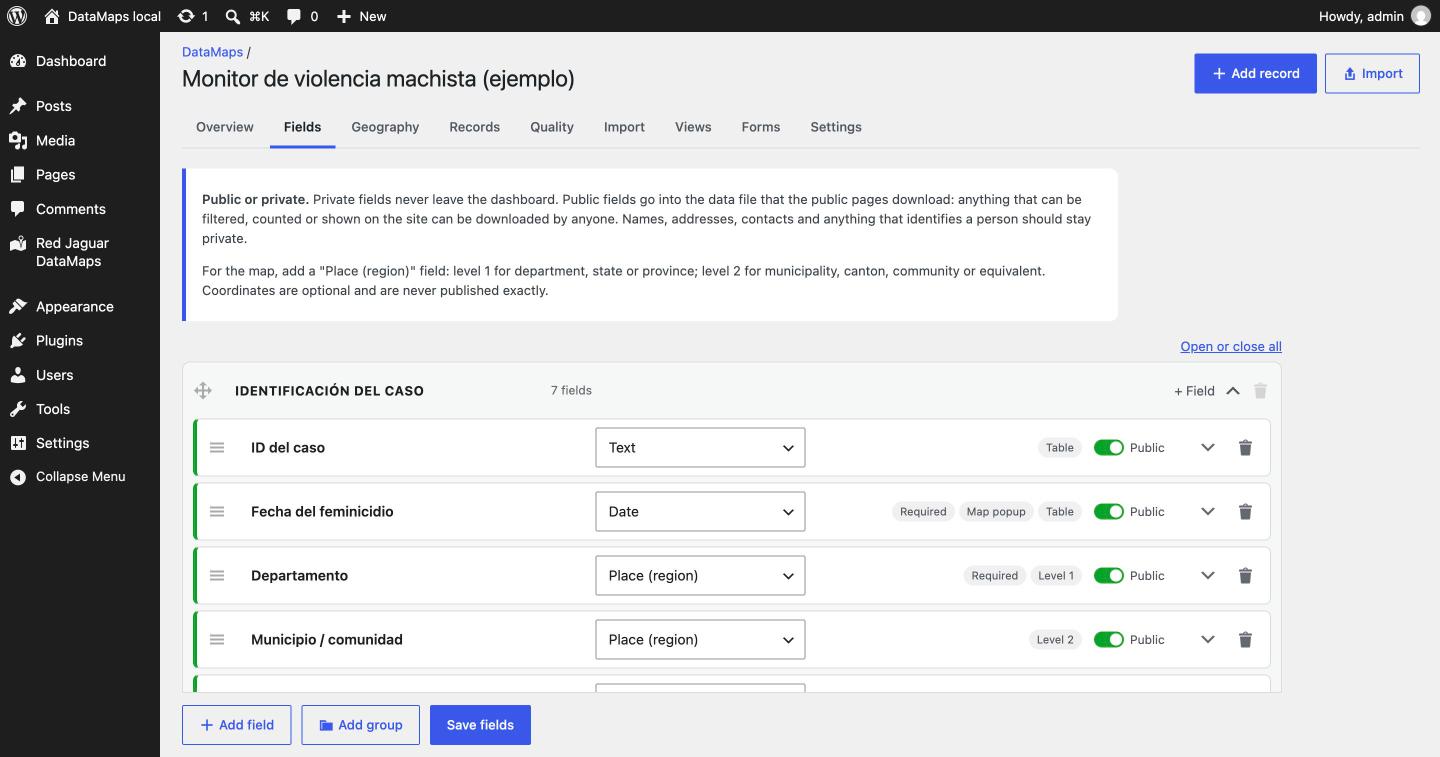 DataMaps local
1
⌘K
0
New
Howdy, admin
Dashboard
Posts
Media
Pages
Comments
Red Jaguar
DataMaps
Appearance
Plugins
Users
Tools
Settings
Collapse Menu
DataMaps /
Monitor de violencia machista (ejemplo)
Add record
Import
Overview
Fields
Geography
Records
Quality
Import
Views
Forms
Settings
Public or private. Private fields never leave the dashboard. Public fields go into the data file that the public pages download: anything that can be
filtered, counted or shown on the site can be downloaded by anyone. Names, addresses, contacts and anything that identifies a person should stay
private.
For the map, add a "Place (region)" field: level 1 for department, state or province; level 2 for municipality, canton, community or equivalent.
Coordinates are optional and are never published exactly.
Open or close all
IDENTIFICACIÓN DEL CASO
7 fields
+ Field
ID del caso
Text
Table
Public
Fecha del feminicidio
Date
Required
Map popup
Table
Public
Departamento
Place (region)
Required
Level 1
Public
Municipio / comunidad
Place (region)
Level 2
Public
Add field
Add group
Save fields